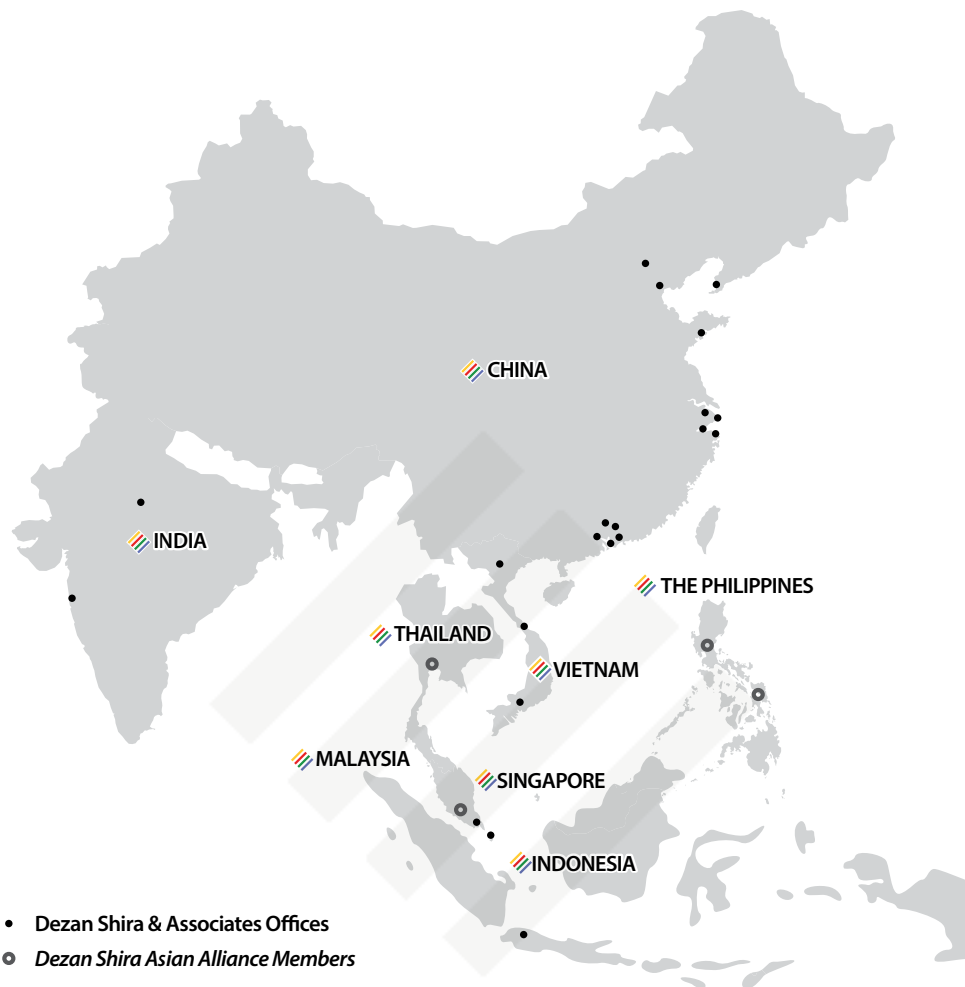 CHINA
INDIA
THE PHILIPPINES
THAILAND
VIETNAM
MALAYSIA
SINGAPORE
INDONESIA
Dezan Shira & Associates Offices
Dezan Shira Asian Alliance Members